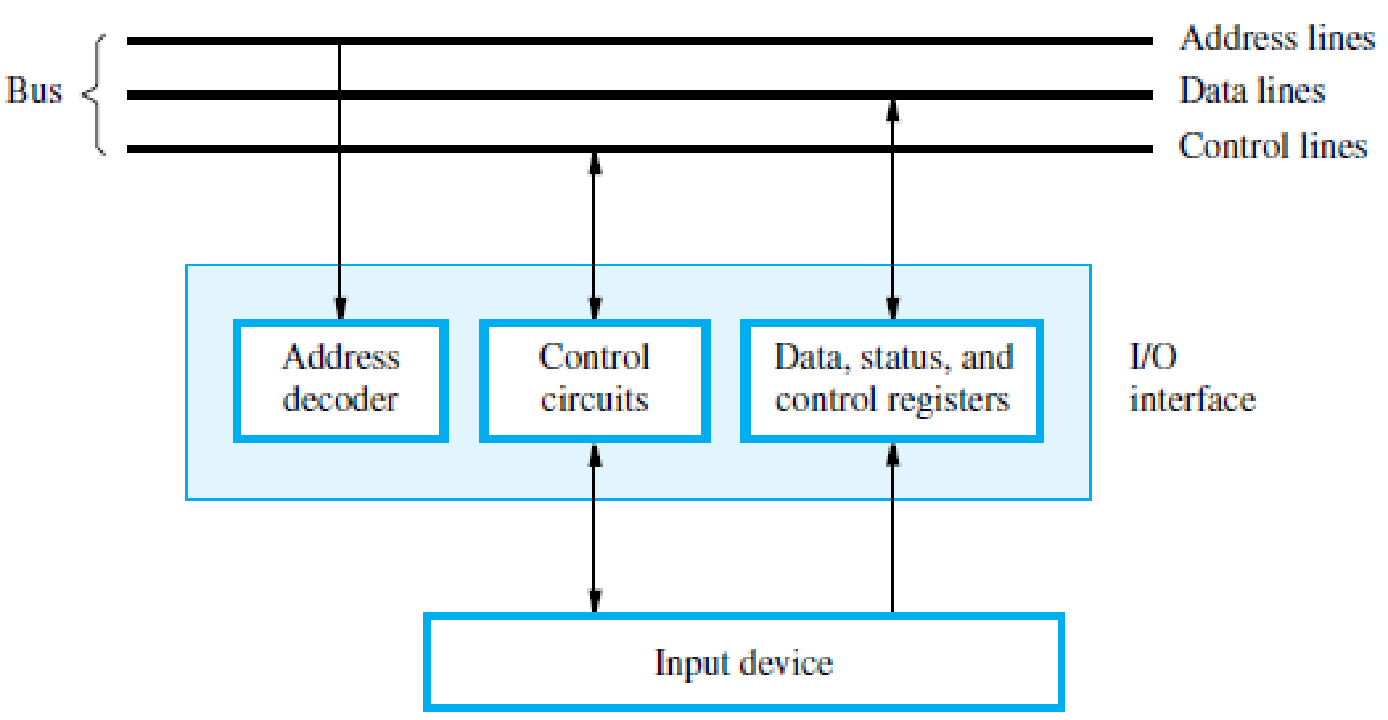 Address lines
Bus
Data lines
Control lines
Address
decoder
Control
circuits
Data, status, and
control registers
I/O
interface
Input device